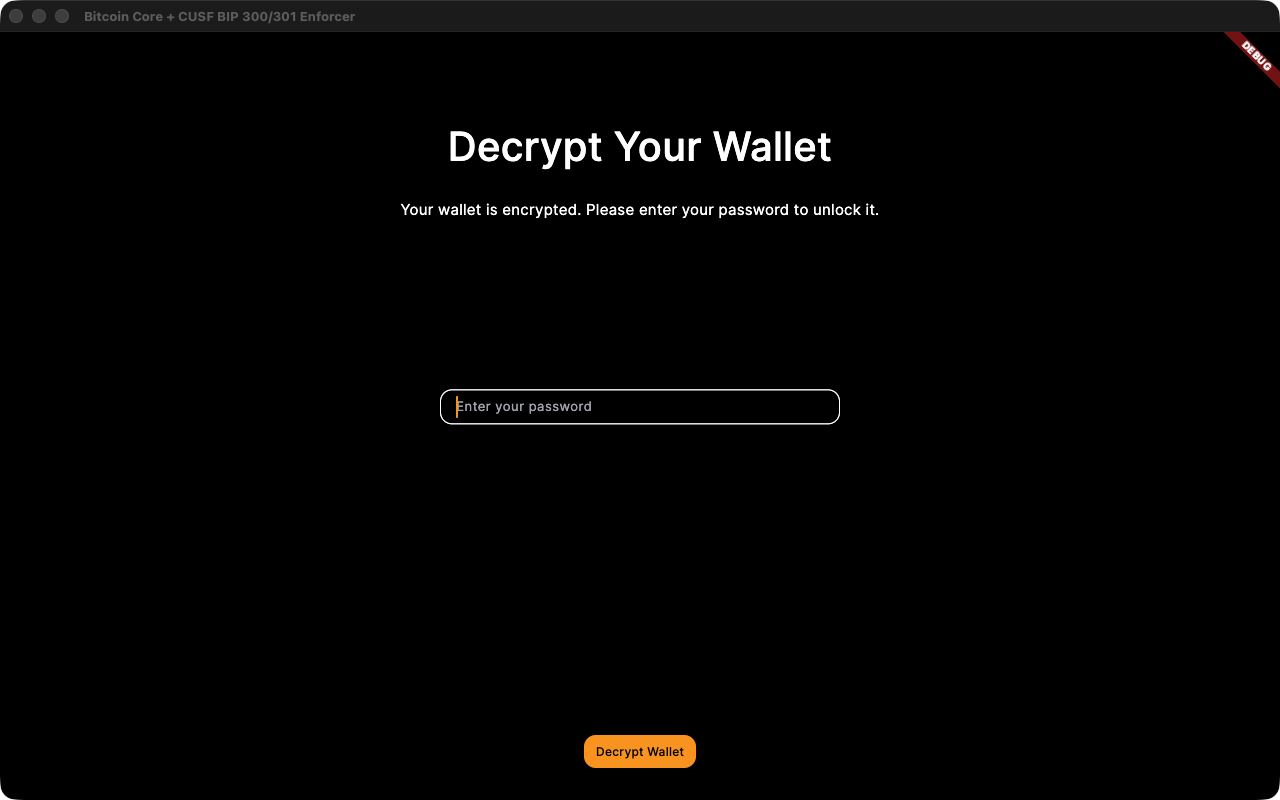 Bitcoin Core + CUSF BIP 300/301 Enforcer
DEBUG
Decrypt Your Wallet
Your wallet is encrypted. Please enter your password to unlock it.
Enter your password
Decrypt Wallet